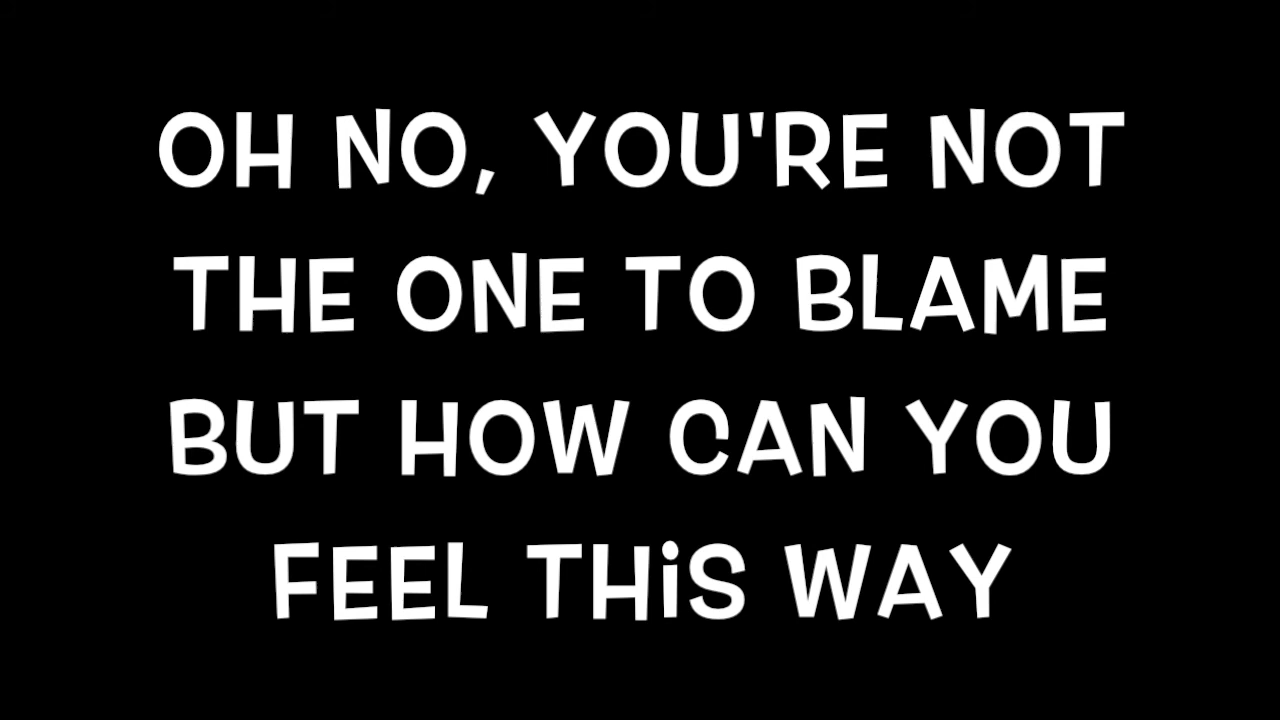 OH NO, YOU'RE NOT
THE ONE TO BLAME
BUT HOW CAN YOU
FEEL THiS WAY